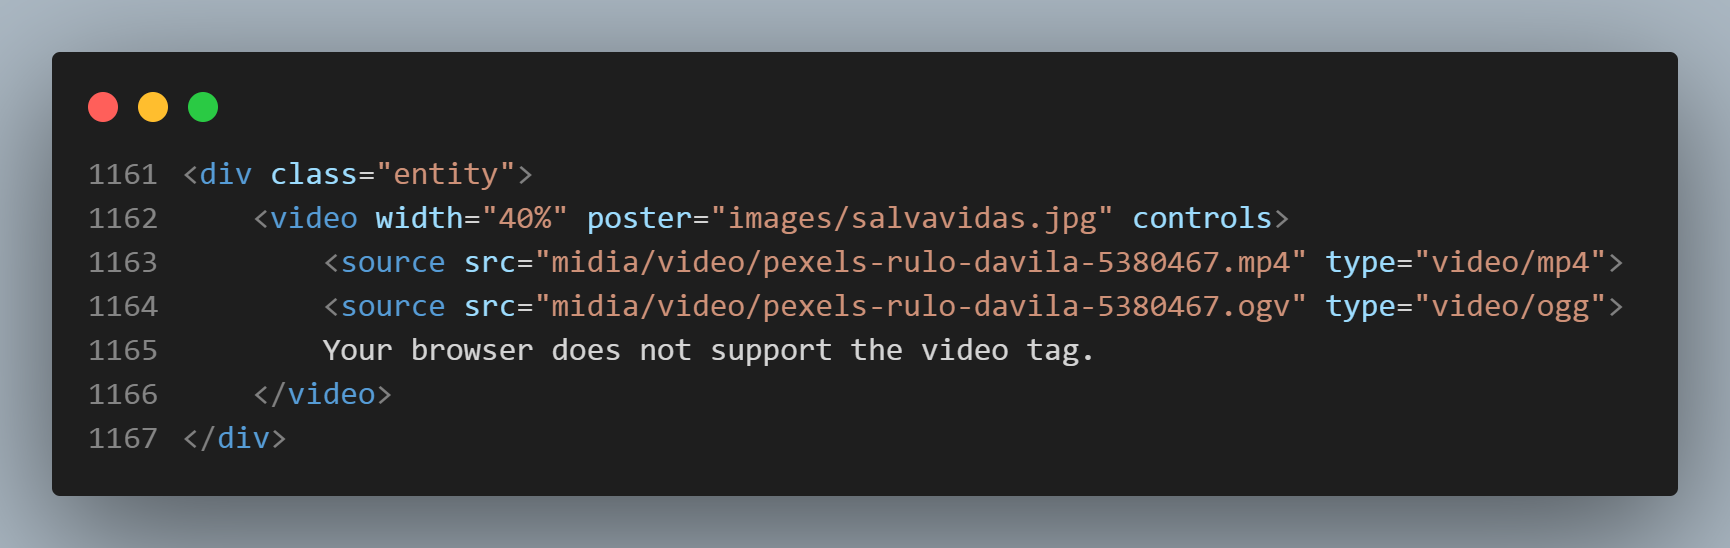 1161 <div class="entity">
1162     <video width="40%" poster="images/salvavidas.jpg" controls>
1163         <source src="midia/video/pexels-rulo-davila-5380467.mp4" type="video/mp4">
1164         <source src="midia/video/pexels-rulo-davila-5380467.ogv" type="video/ogg">
1165         Your browser does not support the video tag.
1166     </video>
1167 </div>